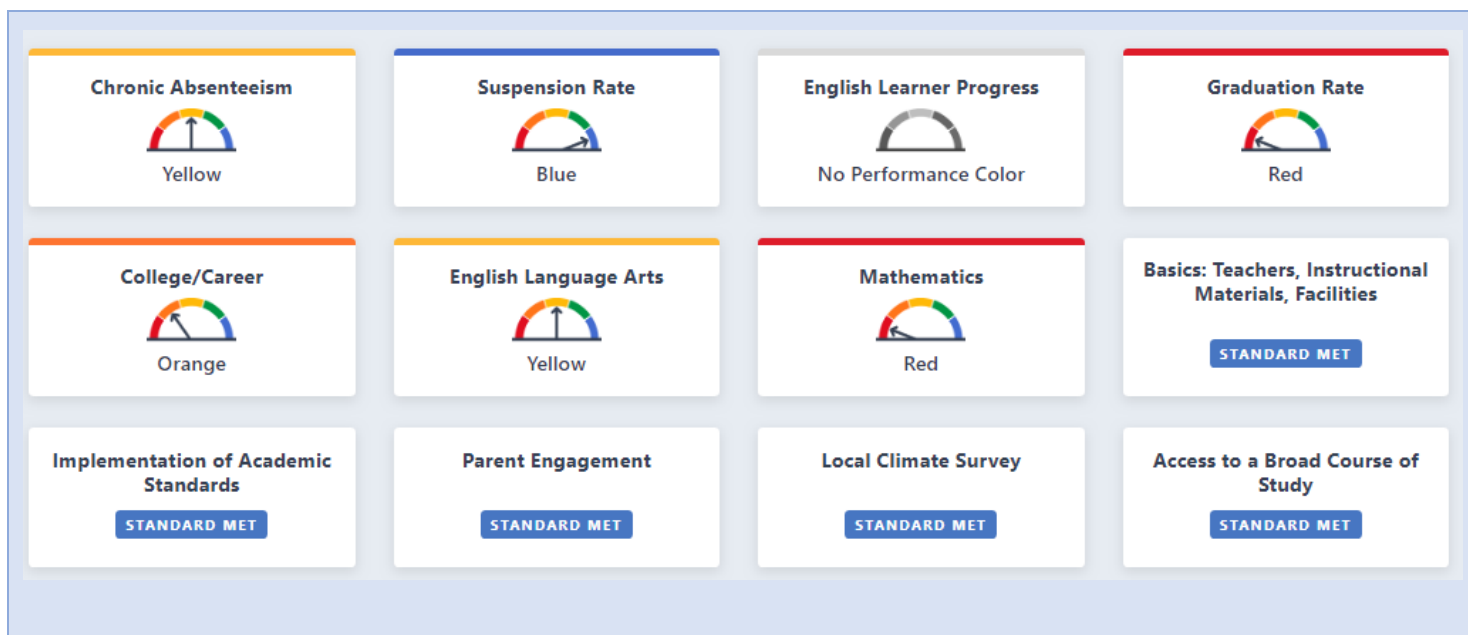 Chronic Absenteeism
Yellow
Suspension Rate
Blue
English Learner Progress
No Performance Color
Graduation Rate
Red
College/Career
Orange
English Language Arts
Yellow
Mathematics
Red
Basics: Teachers, Instructional
Materials, Facilities
STANDARD MET
Implementation of Academic
Standards
STANDARD MET
Parent Engagement
STANDARD MET
Local Climate Survey
STANDARD MET
Access to a Broad Course of
Study
STANDARD MET